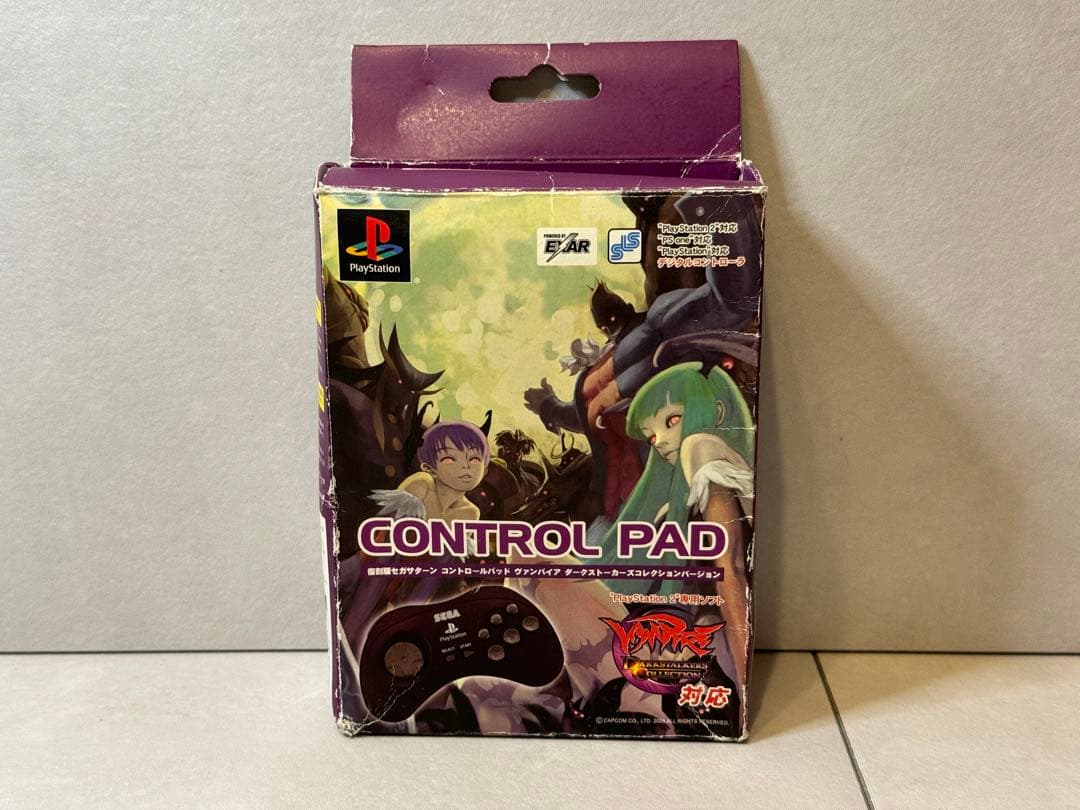 PlayStation
POWERED BY
EXAR
SLS
"PlayStation 2"対応
"PS one"対応
"PlayStation"対応
デジタルコントローラ
CONTROL PAD
復刻版セガサターン コントロールパッド ヴァンパイア ダークストーカーズコレクションバージョン
"PlayStation 2"専用ソフト
SEGA
PlayStation
SELECT START
VAMPIRE
DARKSTALKERS
COLLECTION
対応
©CAPCOM CO., LTD. 2005 ALL RIGHTS RESERVED.